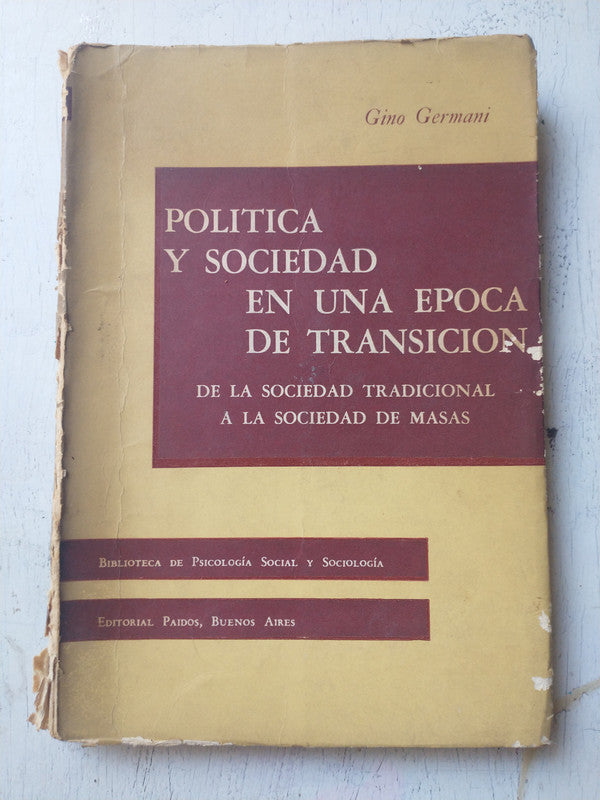 Gino Germani
POLITICA
Y SOCIEDAD
EN UNA EPOCA
DE TRANSICION
DE LA SOCIEDAD TRADICIONAL
A LA SOCIEDAD DE MASAS
BIBLIOTECA DE PSICOLOGÍA SOCIAL Y SOCIOLOGÍA
EDITORIAL PAIDOS, BUENOS AIRES